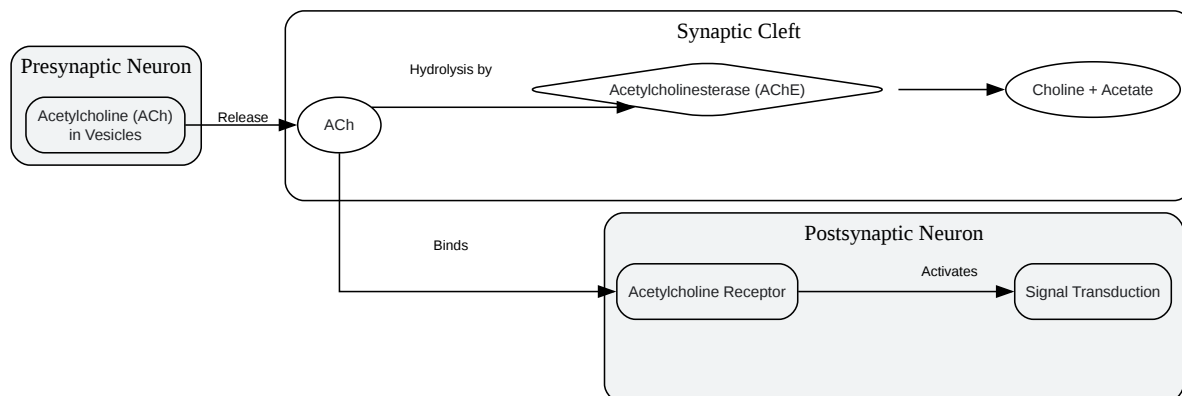 Synaptic Cleft
Presynaptic Neuron
Hydrolysis by
Acetylcholinesterase (AChE)
Choline + Acetate
Acetylcholine (ACh)
in Vesicles
Release
ACh
Binds
Postsynaptic Neuron
Acetylcholine Receptor
Activates
Signal Transduction